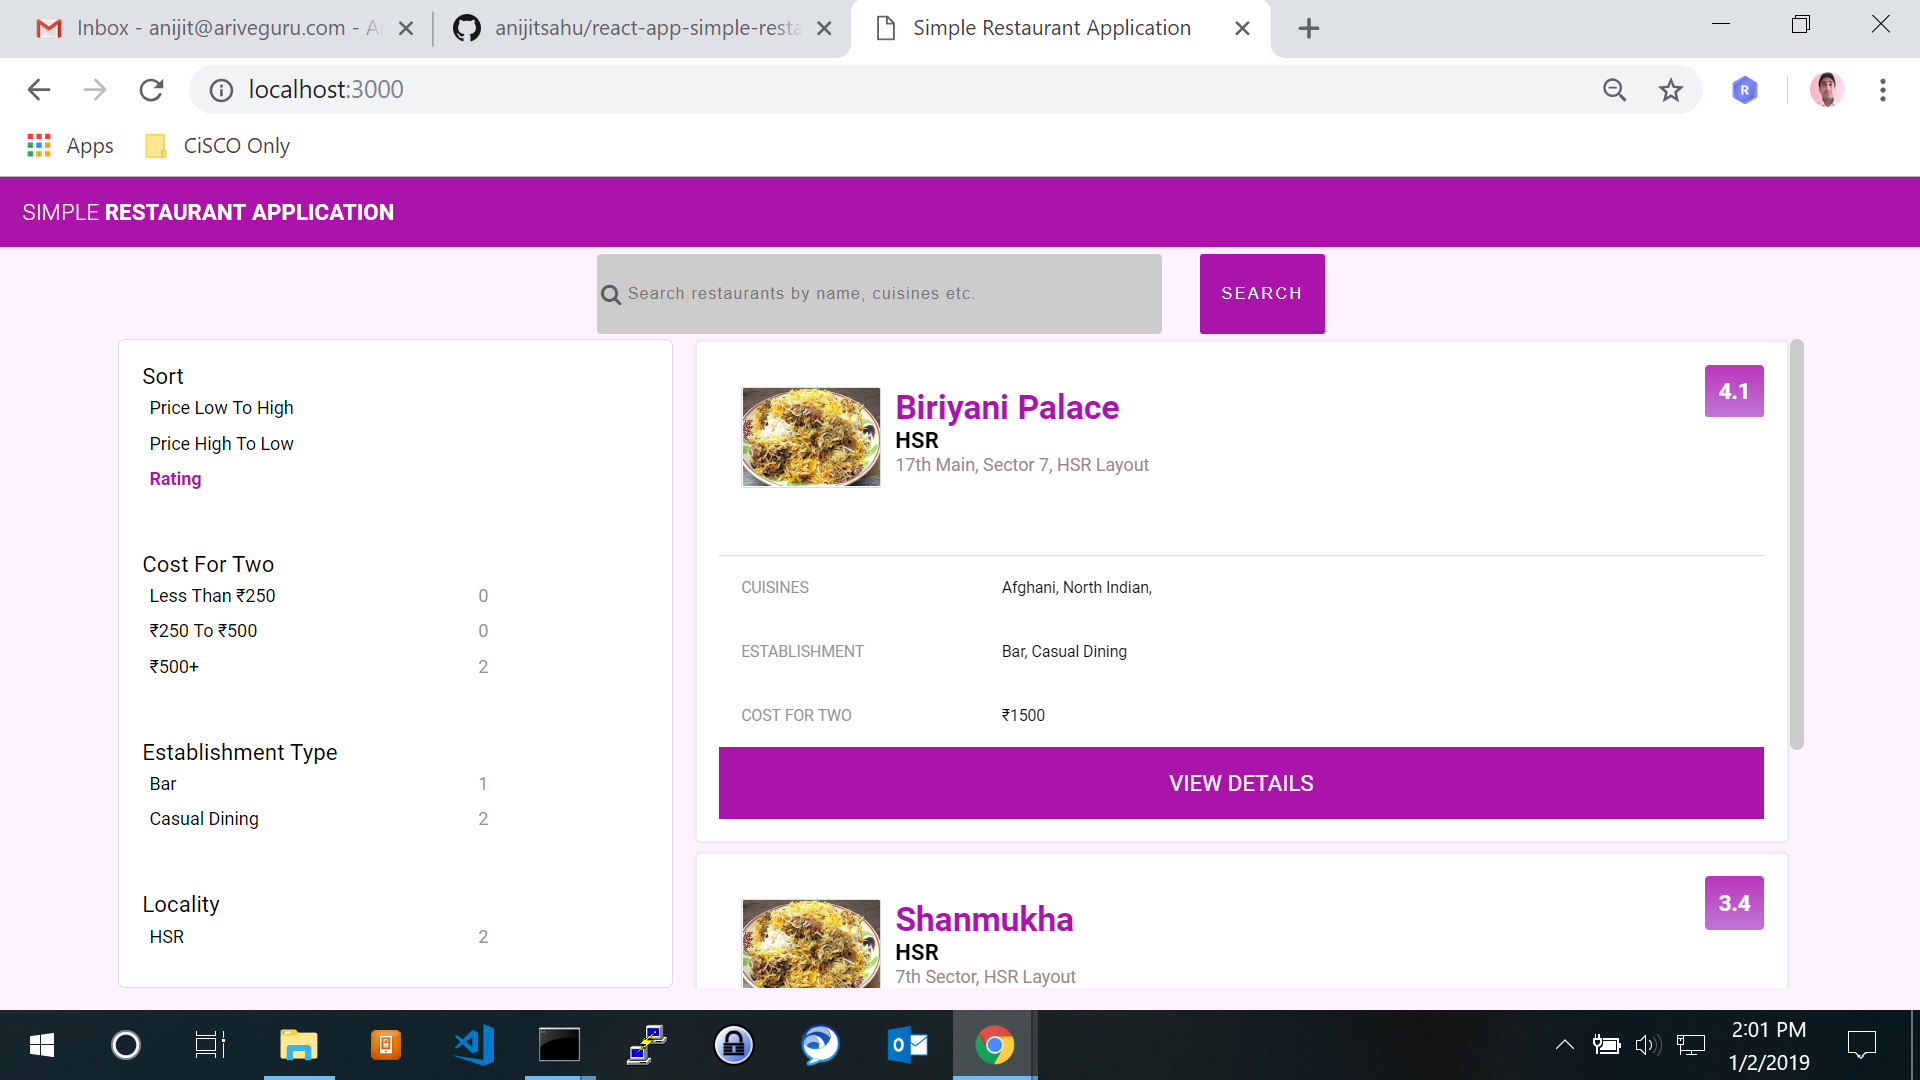 Inbox - anijit@ariveguru.com - A
anijitsahu/react-app-simple-resta
Simple Restaurant Application
localhost:3000
R
Apps
CiSCO Only
SIMPLE RESTAURANT APPLICATION
Search restaurants by name, cuisines etc.
SEARCH
Sort
Price Low To High
Price High To Low
Rating
Cost For Two
Less Than ₹250 0
₹250 To ₹500 0
₹500+ 2
Establishment Type
Bar 1
Casual Dining 2
Locality
HSR 2
Biriyani Palace
4.1
HSR
17th Main, Sector 7, HSR Layout
CUISINES Afghani, North Indian,
ESTABLISHMENT Bar, Casual Dining
COST FOR TWO ₹1500
VIEW DETAILS
Shanmukha
3.4
HSR
7th Sector, HSR Layout
2:01 PM
1/2/2019